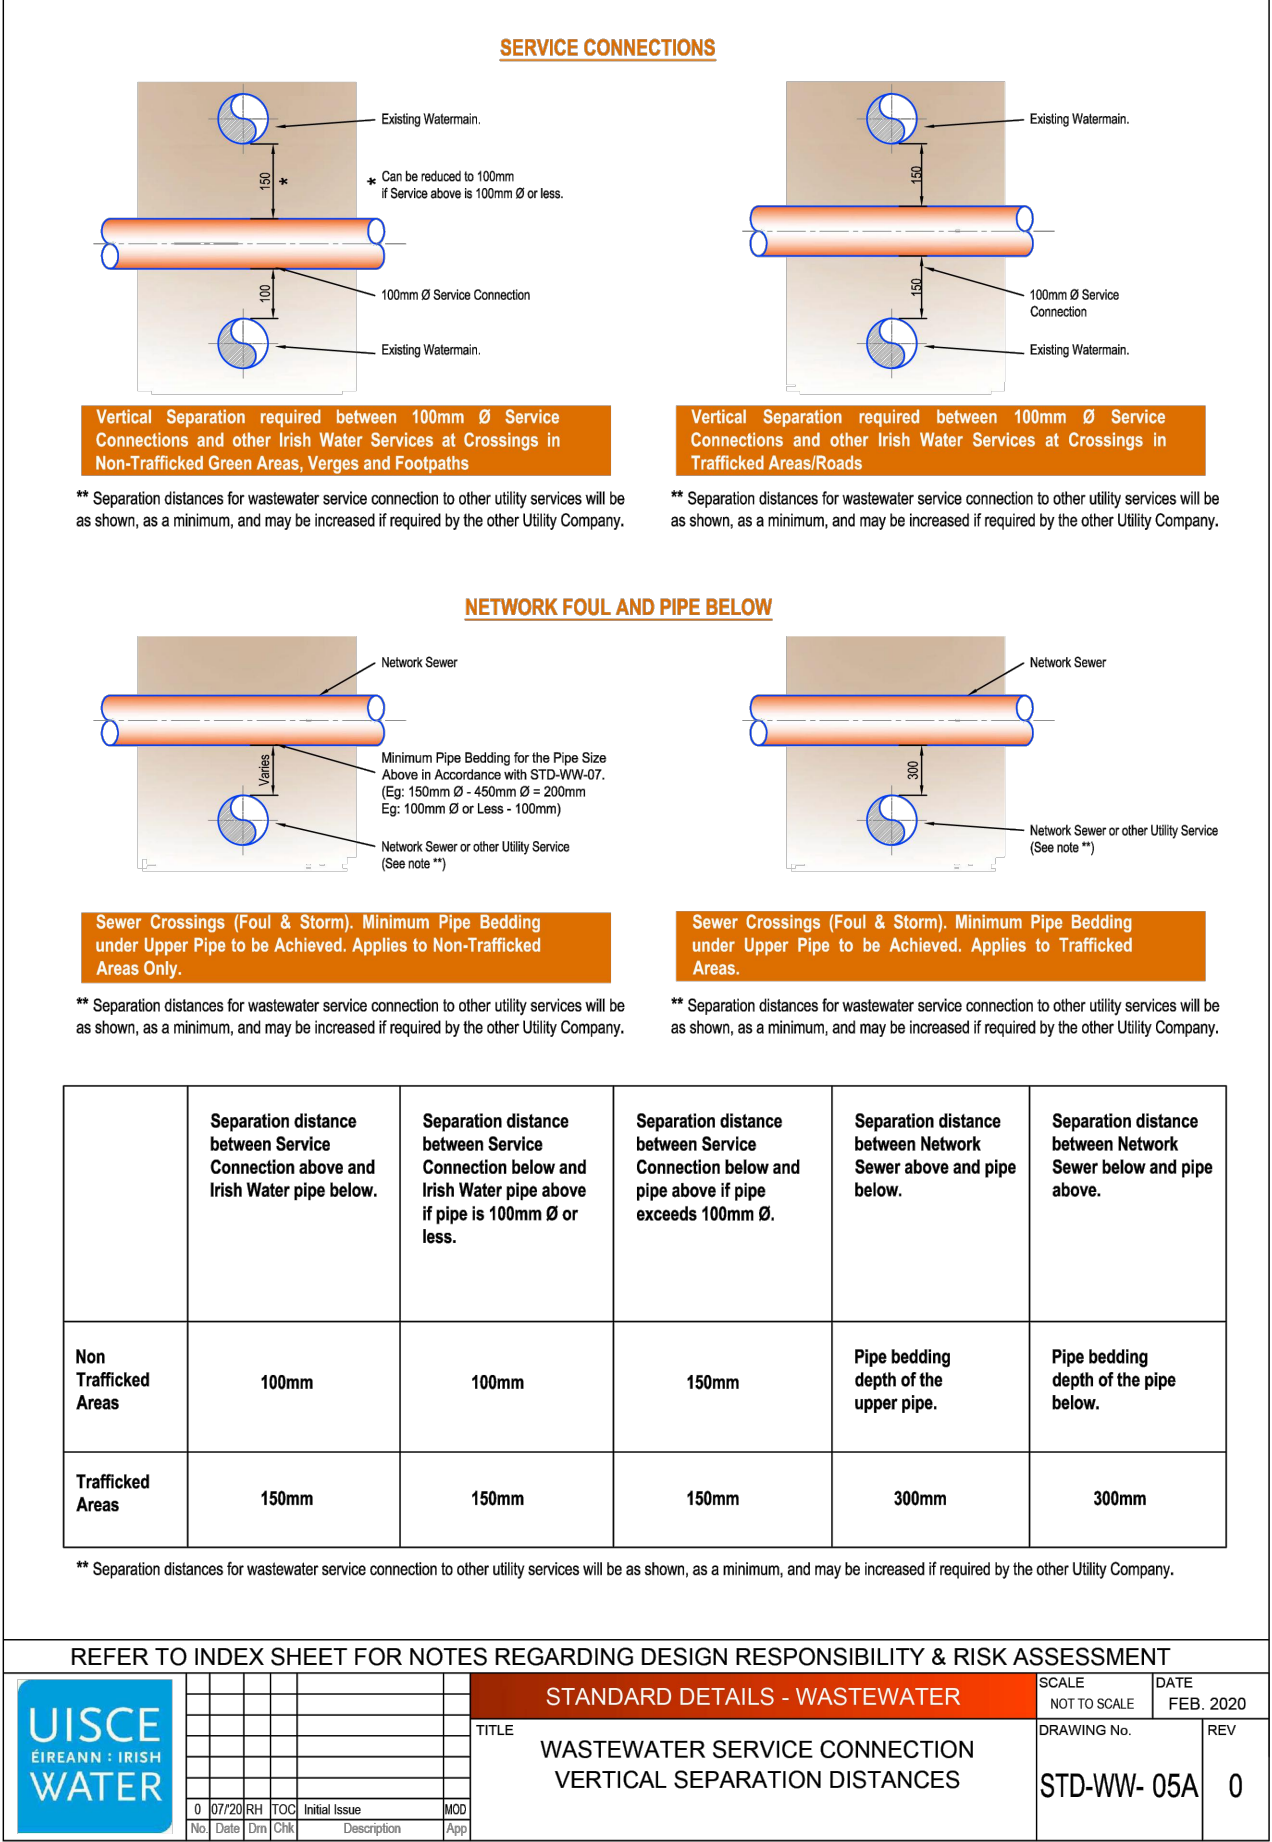 SERVICE CONNECTIONS
Existing Watermain.
150
*
* Can be reduced to 100mm
if Service above is 100mm Ø or less.
100
100mm Ø Service Connection
Existing Watermain.
Existing Watermain.
150
150
100mm Ø Service
Connection
Existing Watermain.
Vertical Separation required between 100mm Ø Service
Connections and other Irish Water Services at Crossings in
Non-Trafficked Green Areas, Verges and Footpaths
Vertical Separation required between 100mm Ø Service
Connections and other Irish Water Services at Crossings in
Trafficked Areas/Roads
** Separation distances for wastewater service connection to other utility services will be
as shown, as a minimum, and may be increased if required by the other Utility Company.
** Separation distances for wastewater service connection to other utility services will be
as shown, as a minimum, and may be increased if required by the other Utility Company.
NETWORK FOUL AND PIPE BELOW
Network Sewer
Varies
Minimum Pipe Bedding for the Pipe Size
Above in Accordance with STD-WW-07.
(Eg: 150mm Ø - 450mm Ø = 200mm
Eg: 100mm Ø or Less - 100mm)
Network Sewer or other Utility Service
(See note **)
Network Sewer
300
Network Sewer or other Utility Service
(See note **)
Sewer Crossings (Foul & Storm). Minimum Pipe Bedding
under Upper Pipe to be Achieved. Applies to Non-Trafficked
Areas Only.
Sewer Crossings (Foul & Storm). Minimum Pipe Bedding
under Upper Pipe to be Achieved. Applies to Trafficked
Areas.
** Separation distances for wastewater service connection to other utility services will be
as shown, as a minimum, and may be increased if required by the other Utility Company.
** Separation distances for wastewater service connection to other utility services will be
as shown, as a minimum, and may be increased if required by the other Utility Company.
Separation distance
between Service
Connection above and
Irish Water pipe below.
Separation distance
between Service
Connection below and
Irish Water pipe above
if pipe is 100mm Ø or
less.
Separation distance
between Service
Connection below and
pipe above if pipe
exceeds 100mm Ø.
Separation distance
between Network
Sewer above and pipe
below.
Separation distance
between Network
Sewer below and pipe
above.
Non
Trafficked
Areas
100mm
100mm
150mm
Pipe bedding
depth of the
upper pipe.
Pipe bedding
depth of the pipe
below.
Trafficked
Areas
150mm
150mm
150mm
300mm
300mm
** Separation distances for wastewater service connection to other utility services will be as shown, as a minimum, and may be increased if required by the other Utility Company.
REFER TO INDEX SHEET FOR NOTES REGARDING DESIGN RESPONSIBILITY & RISK ASSESSMENT
UISCE
ÉIREANN : IRISH
WATER
0 07/'20 RH TOC Initial Issue MOD
No. Date Drn Chk Description App
STANDARD DETAILS - WASTEWATER
TITLE
WASTEWATER SERVICE CONNECTION
VERTICAL SEPARATION DISTANCES
SCALE
NOT TO SCALE
DATE
FEB. 2020
DRAWING No.
STD-WW- 05A
REV
0